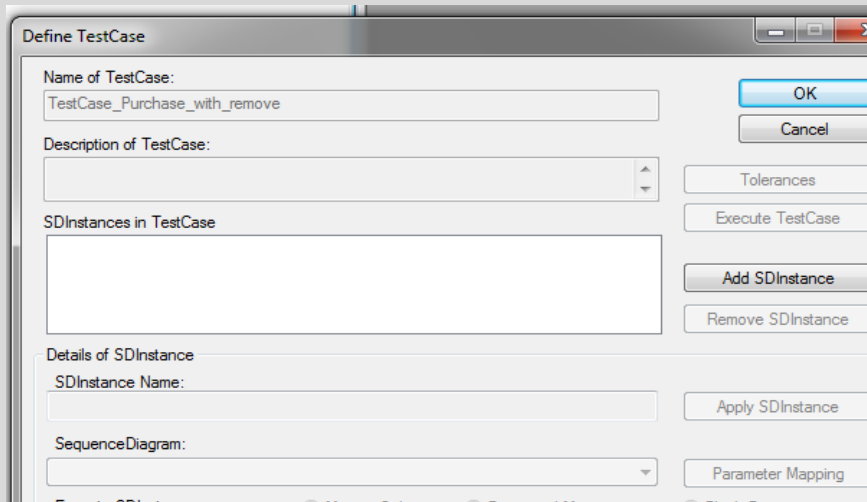 Define TestCase
Name of TestCase:
TestCase_Purchase_with_remove
OK
Cancel
Description of TestCase:
Tolerances
Execute TestCase
SDInstances in TestCase
Add SDInstance
Remove SDInstance
Details of SDInstance
SDInstance Name:
Apply SDInstance
SequenceDiagram:
Parameter Mapping